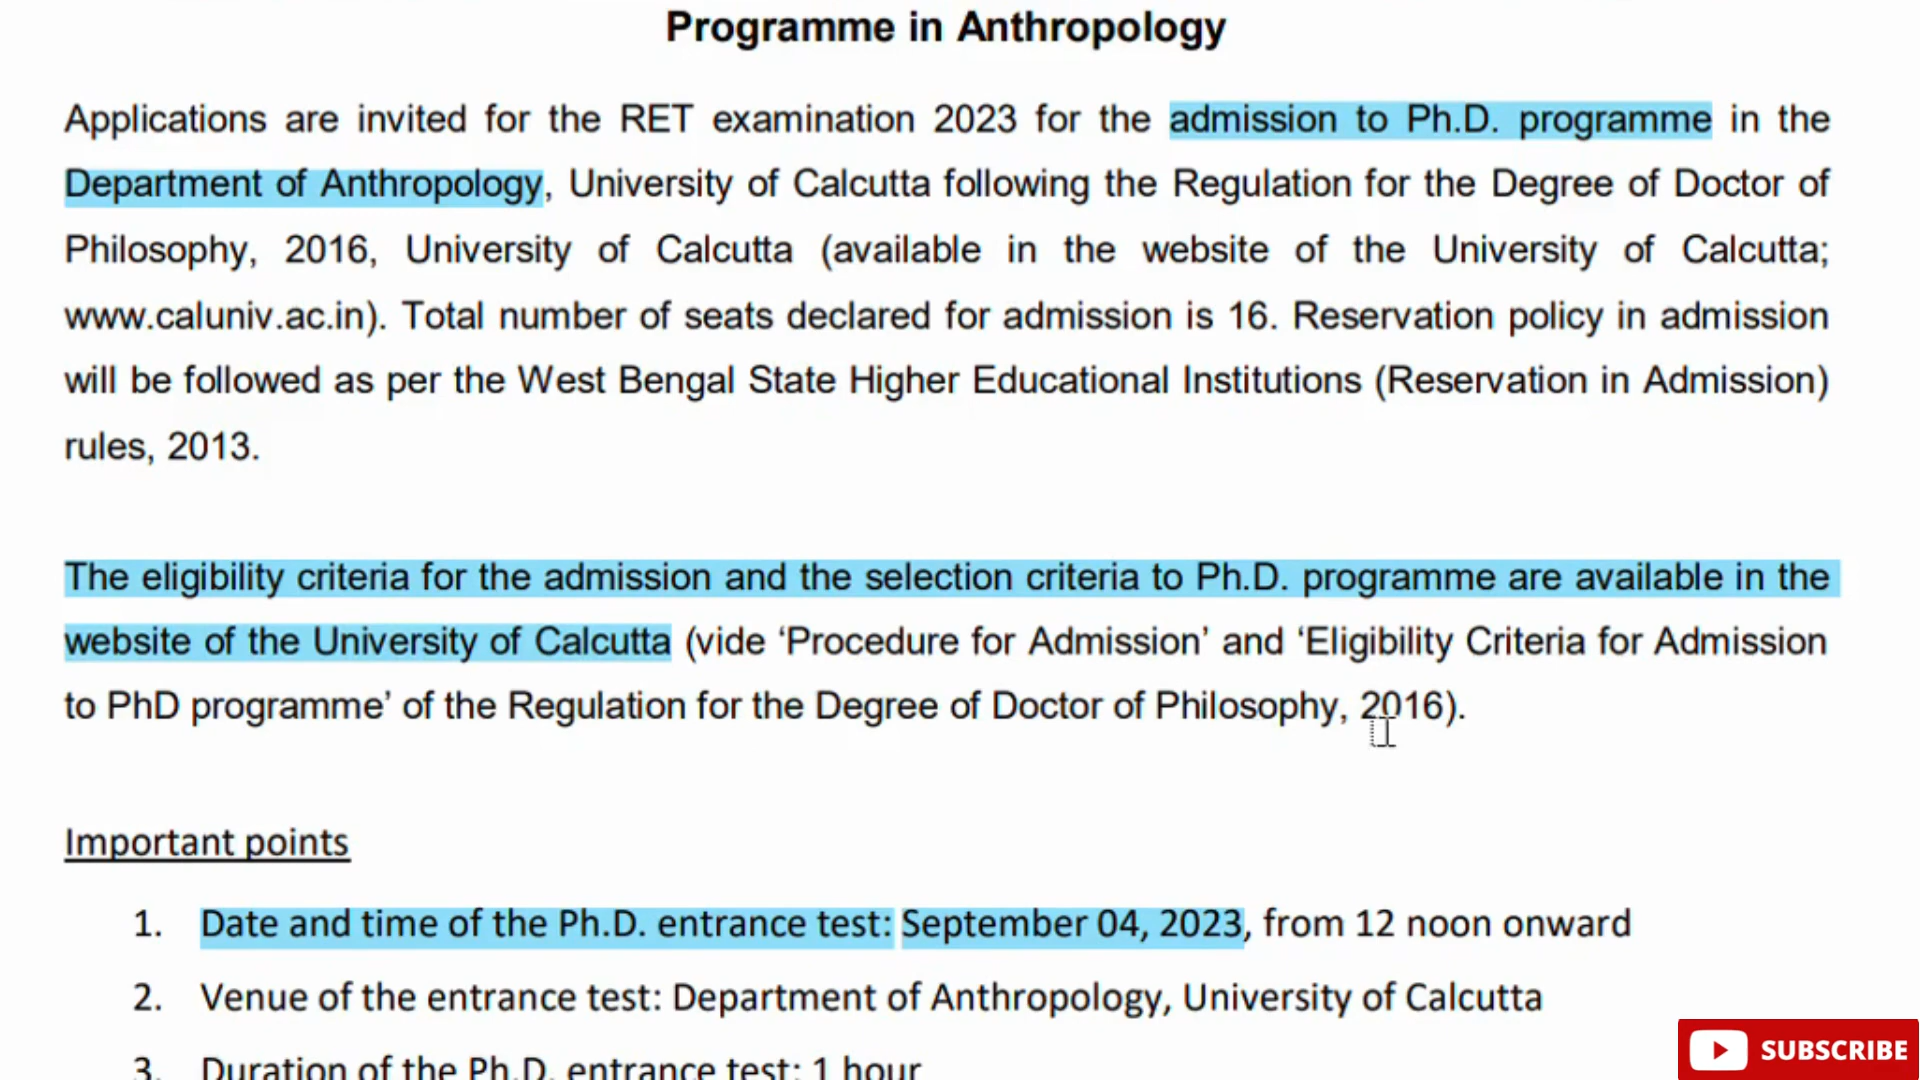 Programme in Anthropology
Applications are invited for the RET examination 2023 for the admission to Ph.D. programme in the
Department of Anthropology, University of Calcutta following the Regulation for the Degree of Doctor of
Philosophy, 2016, University of Calcutta (available in the website of the University of Calcutta;
www.caluniv.ac.in). Total number of seats declared for admission is 16. Reservation policy in admission
will be followed as per the West Bengal State Higher Educational Institutions (Reservation in Admission)
rules, 2013.
The eligibility criteria for the admission and the selection criteria to Ph.D. programme are available in the
website of the University of Calcutta (vide ‘Procedure for Admission’ and ‘Eligibility Criteria for Admission
to PhD programme’ of the Regulation for the Degree of Doctor of Philosophy, 2016).
Important points
1. Date and time of the Ph.D. entrance test: September 04, 2023, from 12 noon onward
2. Venue of the entrance test: Department of Anthropology, University of Calcutta
3. Duration of the Ph.D. entrance test: 1 hour
SUBSCRIBE